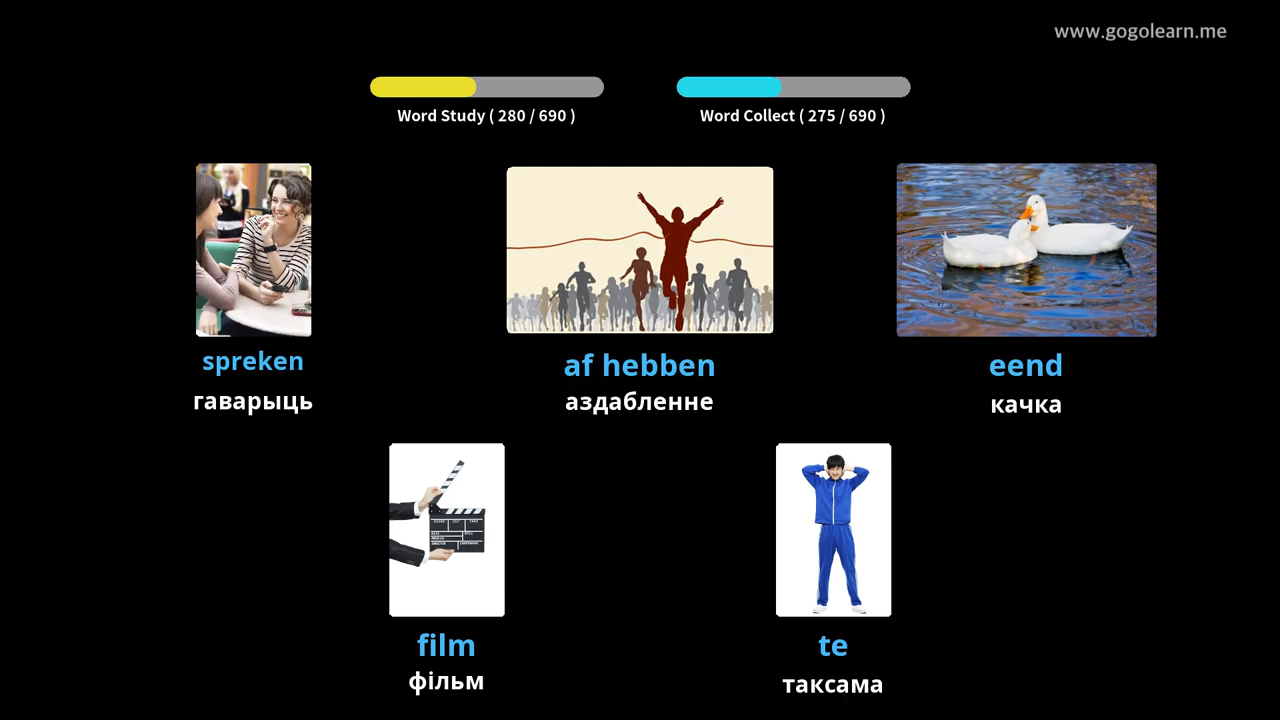 www.gogolearn.me
Word Study ( 280 / 690 )
Word Collect ( 275 / 690 )
spreken
гаварыць
af hebben
аздабленне
eend
качка
film
фільм
te
таксама